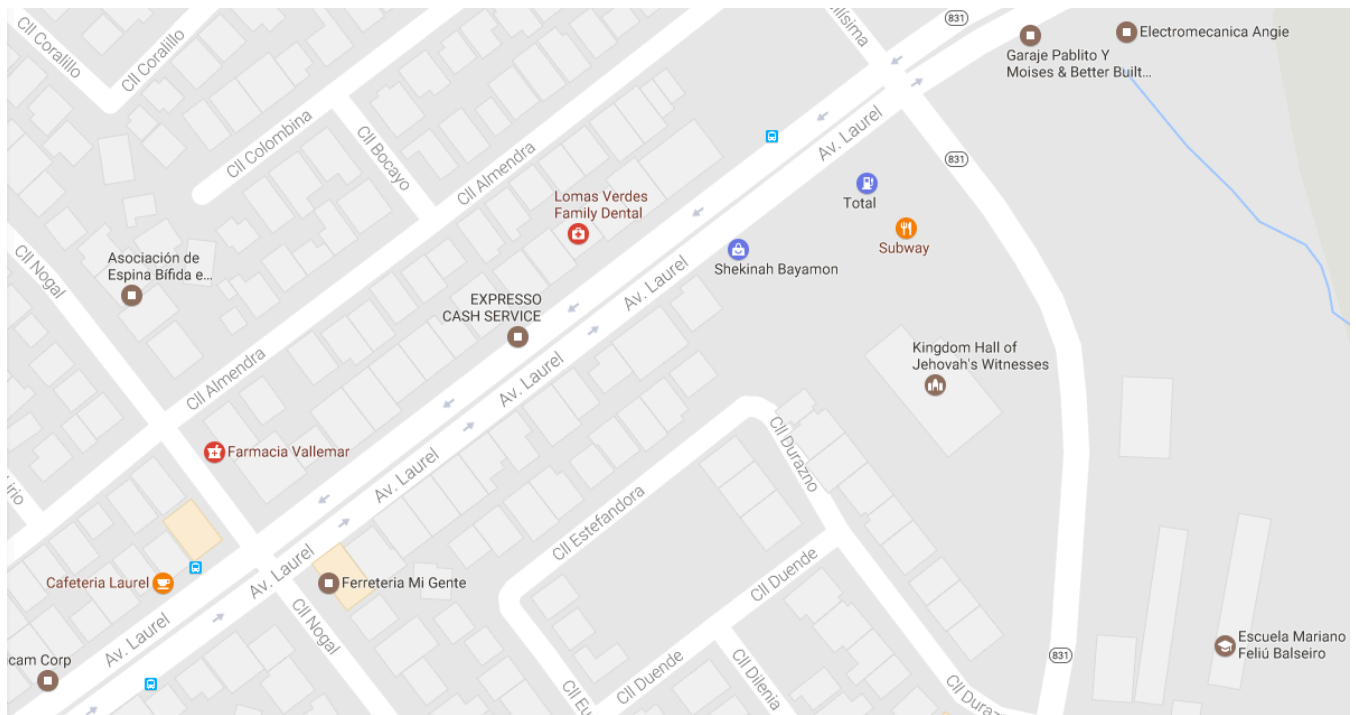 Cll Coralillo
Cll Coralillo
831
Garaje Pablito Y
Moises & Better Built...
Electromecanica Angie
Cll Colombina
Cll Bocayo
Cll Almendra
Av. Laurel
831
Lomas Verdes
Family Dental
Total
Subway
Cll Nogal
Asociación de
Espina Bífida e...
Shekinah Bayamon
Av. Laurel
EXPRESSO
CASH SERVICE
Kingdom Hall of
Jehovah's Witnesses
Cll Almendra
Av. Laurel
Farmacia Vallemar
Av. Laurel
Cll Durazno
Cll Estefandora
Av. Laurel
Cafeteria Laurel
Ferreteria Mi Gente
Cll Duende
Cll Nogal
Av. Laurel
cam Corp
Cll Duende
Cll Dilenia
831
Escuela Mariano
Feliú Balseiro
Cll Durazno